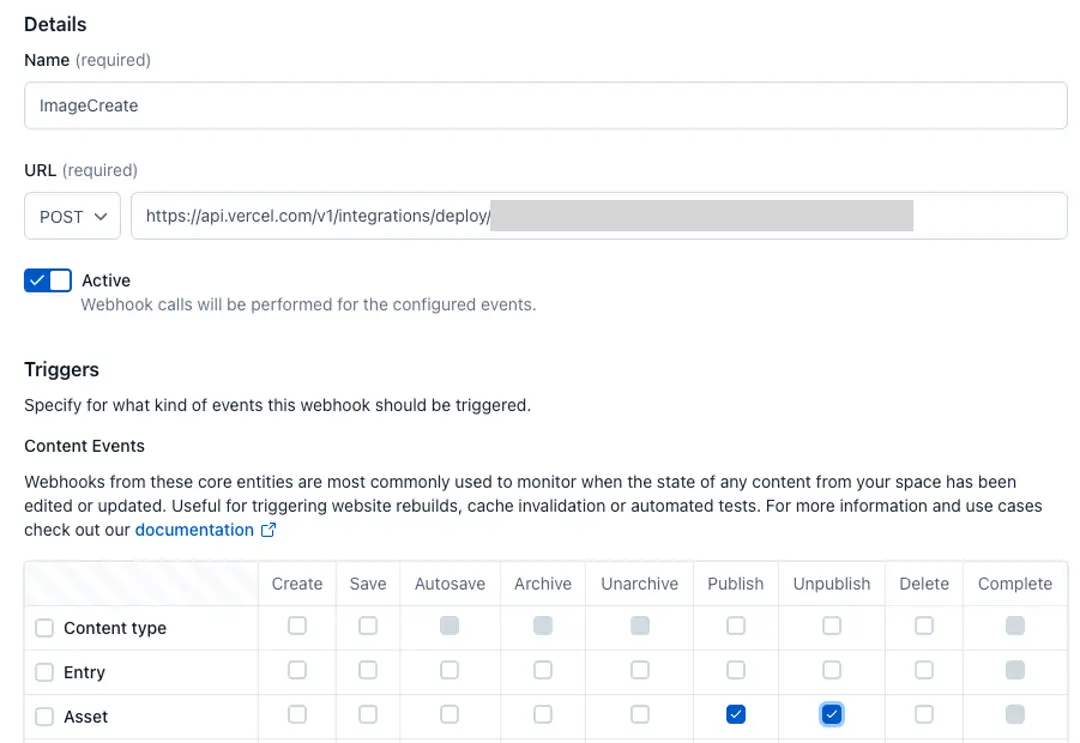 Details
Name (required)
ImageCreate
URL (required)
POST https://api.vercel.com/v1/integrations/deploy/
Active
Webhook calls will be performed for the configured events.
Triggers
Specify for what kind of events this webhook should be triggered.
Content Events
Webhooks from these core entities are most commonly used to monitor when the state of any content from your space has been
edited or updated. Useful for triggering website rebuilds, cache invalidation or automated tests. For more information and use cases
check out our documentation
Create Save Autosave Archive Unarchive Publish Unpublish Delete Complete
Content type
Entry
Asset